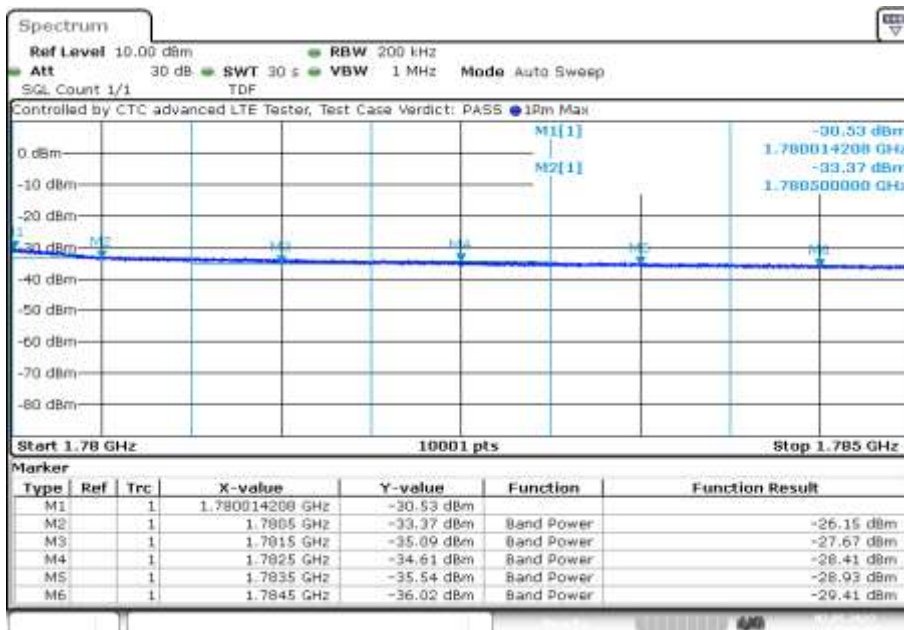 Spectrum
Ref Level 10.00 dBm RBW 200 kHz
Att 30 dB SWT 30 s VBW 1 MHz Mode Auto Sweep
SGL Count 1/1 TDF
Controlled by CTC advanced LTE Tester, Test Case Verdict: PASS 1Rm Max
M1[1] -30.53 dBm
1.780014208 GHz
M2[1] -33.37 dBm
1.780500000 GHz
0 dBm
-10 dBm
-20 dBm
-30 dBm
M2 M3 M4 M5 M6
-40 dBm
-50 dBm
-60 dBm
-70 dBm
-80 dBm
Start 1.78 GHz 10001 pts Stop 1.785 GHz
Marker
Type Ref Trc X-value Y-value Function Function Result
M1 1 1.780014208 GHz -30.53 dBm
M2 1 1.7805 GHz -33.37 dBm Band Power -26.15 dBm
M3 1 1.7815 GHz -35.09 dBm Band Power -27.67 dBm
M4 1 1.7825 GHz -34.61 dBm Band Power -28.41 dBm
M5 1 1.7835 GHz -35.54 dBm Band Power -28.93 dBm
M6 1 1.7845 GHz -36.02 dBm Band Power -29.41 dBm